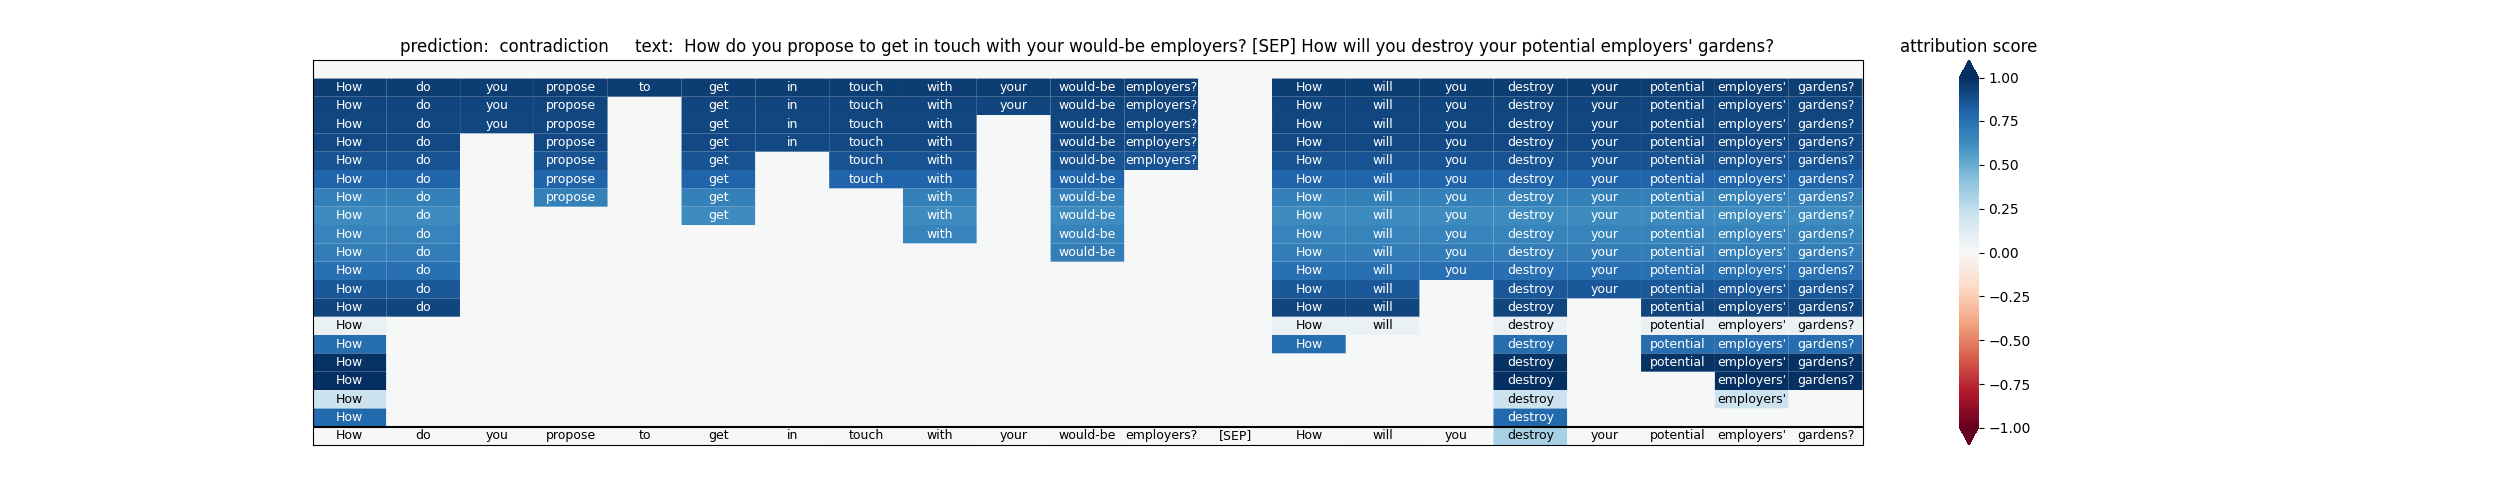 prediction:  contradiction     text:  How do you propose to get in touch with your would-be employers? [SEP] How will you destroy your potential employers' gardens?
attribution score
How do you propose to get in touch with your would-be employers? How will you destroy your potential employers' gardens?
How do you propose get in touch with your would-be employers? How will you destroy your potential employers' gardens?
How do you propose get in touch with would-be employers? How will you destroy your potential employers' gardens?
How do propose get in touch with would-be employers? How will you destroy your potential employers' gardens?
How do propose get touch with would-be employers? How will you destroy your potential employers' gardens?
How do propose get touch with would-be How will you destroy your potential employers' gardens?
How do propose get with would-be How will you destroy your potential employers' gardens?
How do get with would-be How will you destroy your potential employers' gardens?
How do with would-be How will you destroy your potential employers' gardens?
How do would-be How will you destroy your potential employers' gardens?
How do How will you destroy your potential employers' gardens?
How do How will destroy your potential employers' gardens?
How do How will destroy potential employers' gardens?
How How will destroy potential employers' gardens?
How How destroy potential employers' gardens?
How destroy potential employers' gardens?
How destroy employers' gardens?
How destroy employers'
How destroy
How do you propose to get in touch with your would-be employers? [SEP] How will you destroy your potential employers' gardens?
1.00
0.75
0.50
0.25
0.00
−0.25
−0.50
−0.75
−1.00